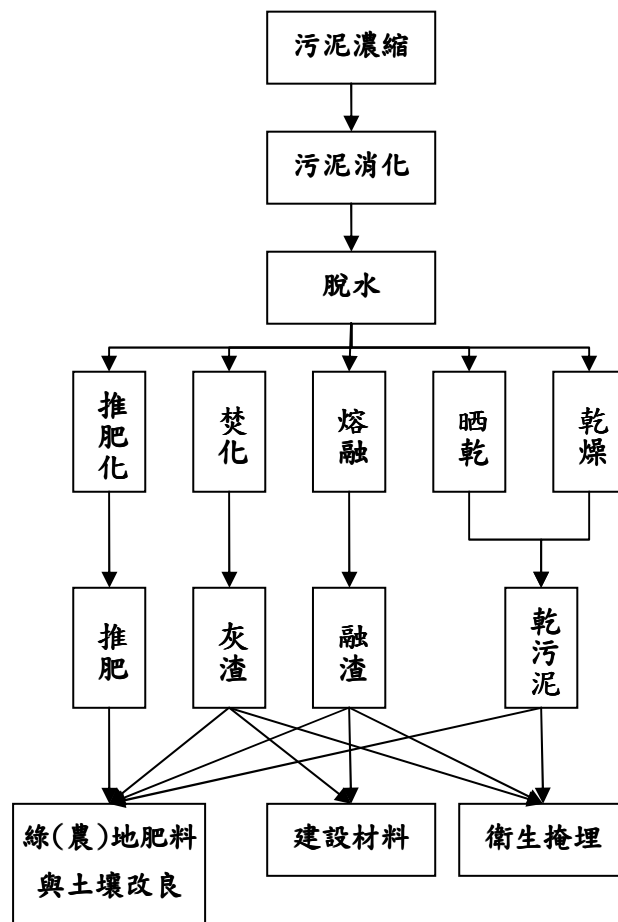 污泥濃縮
污泥消化
脫水
推肥化
焚化
熔融
晒乾
乾燥
推肥
灰渣
融渣
乾污泥
綠(農)地肥料
與土壤改良
建設材料
衛生掩埋